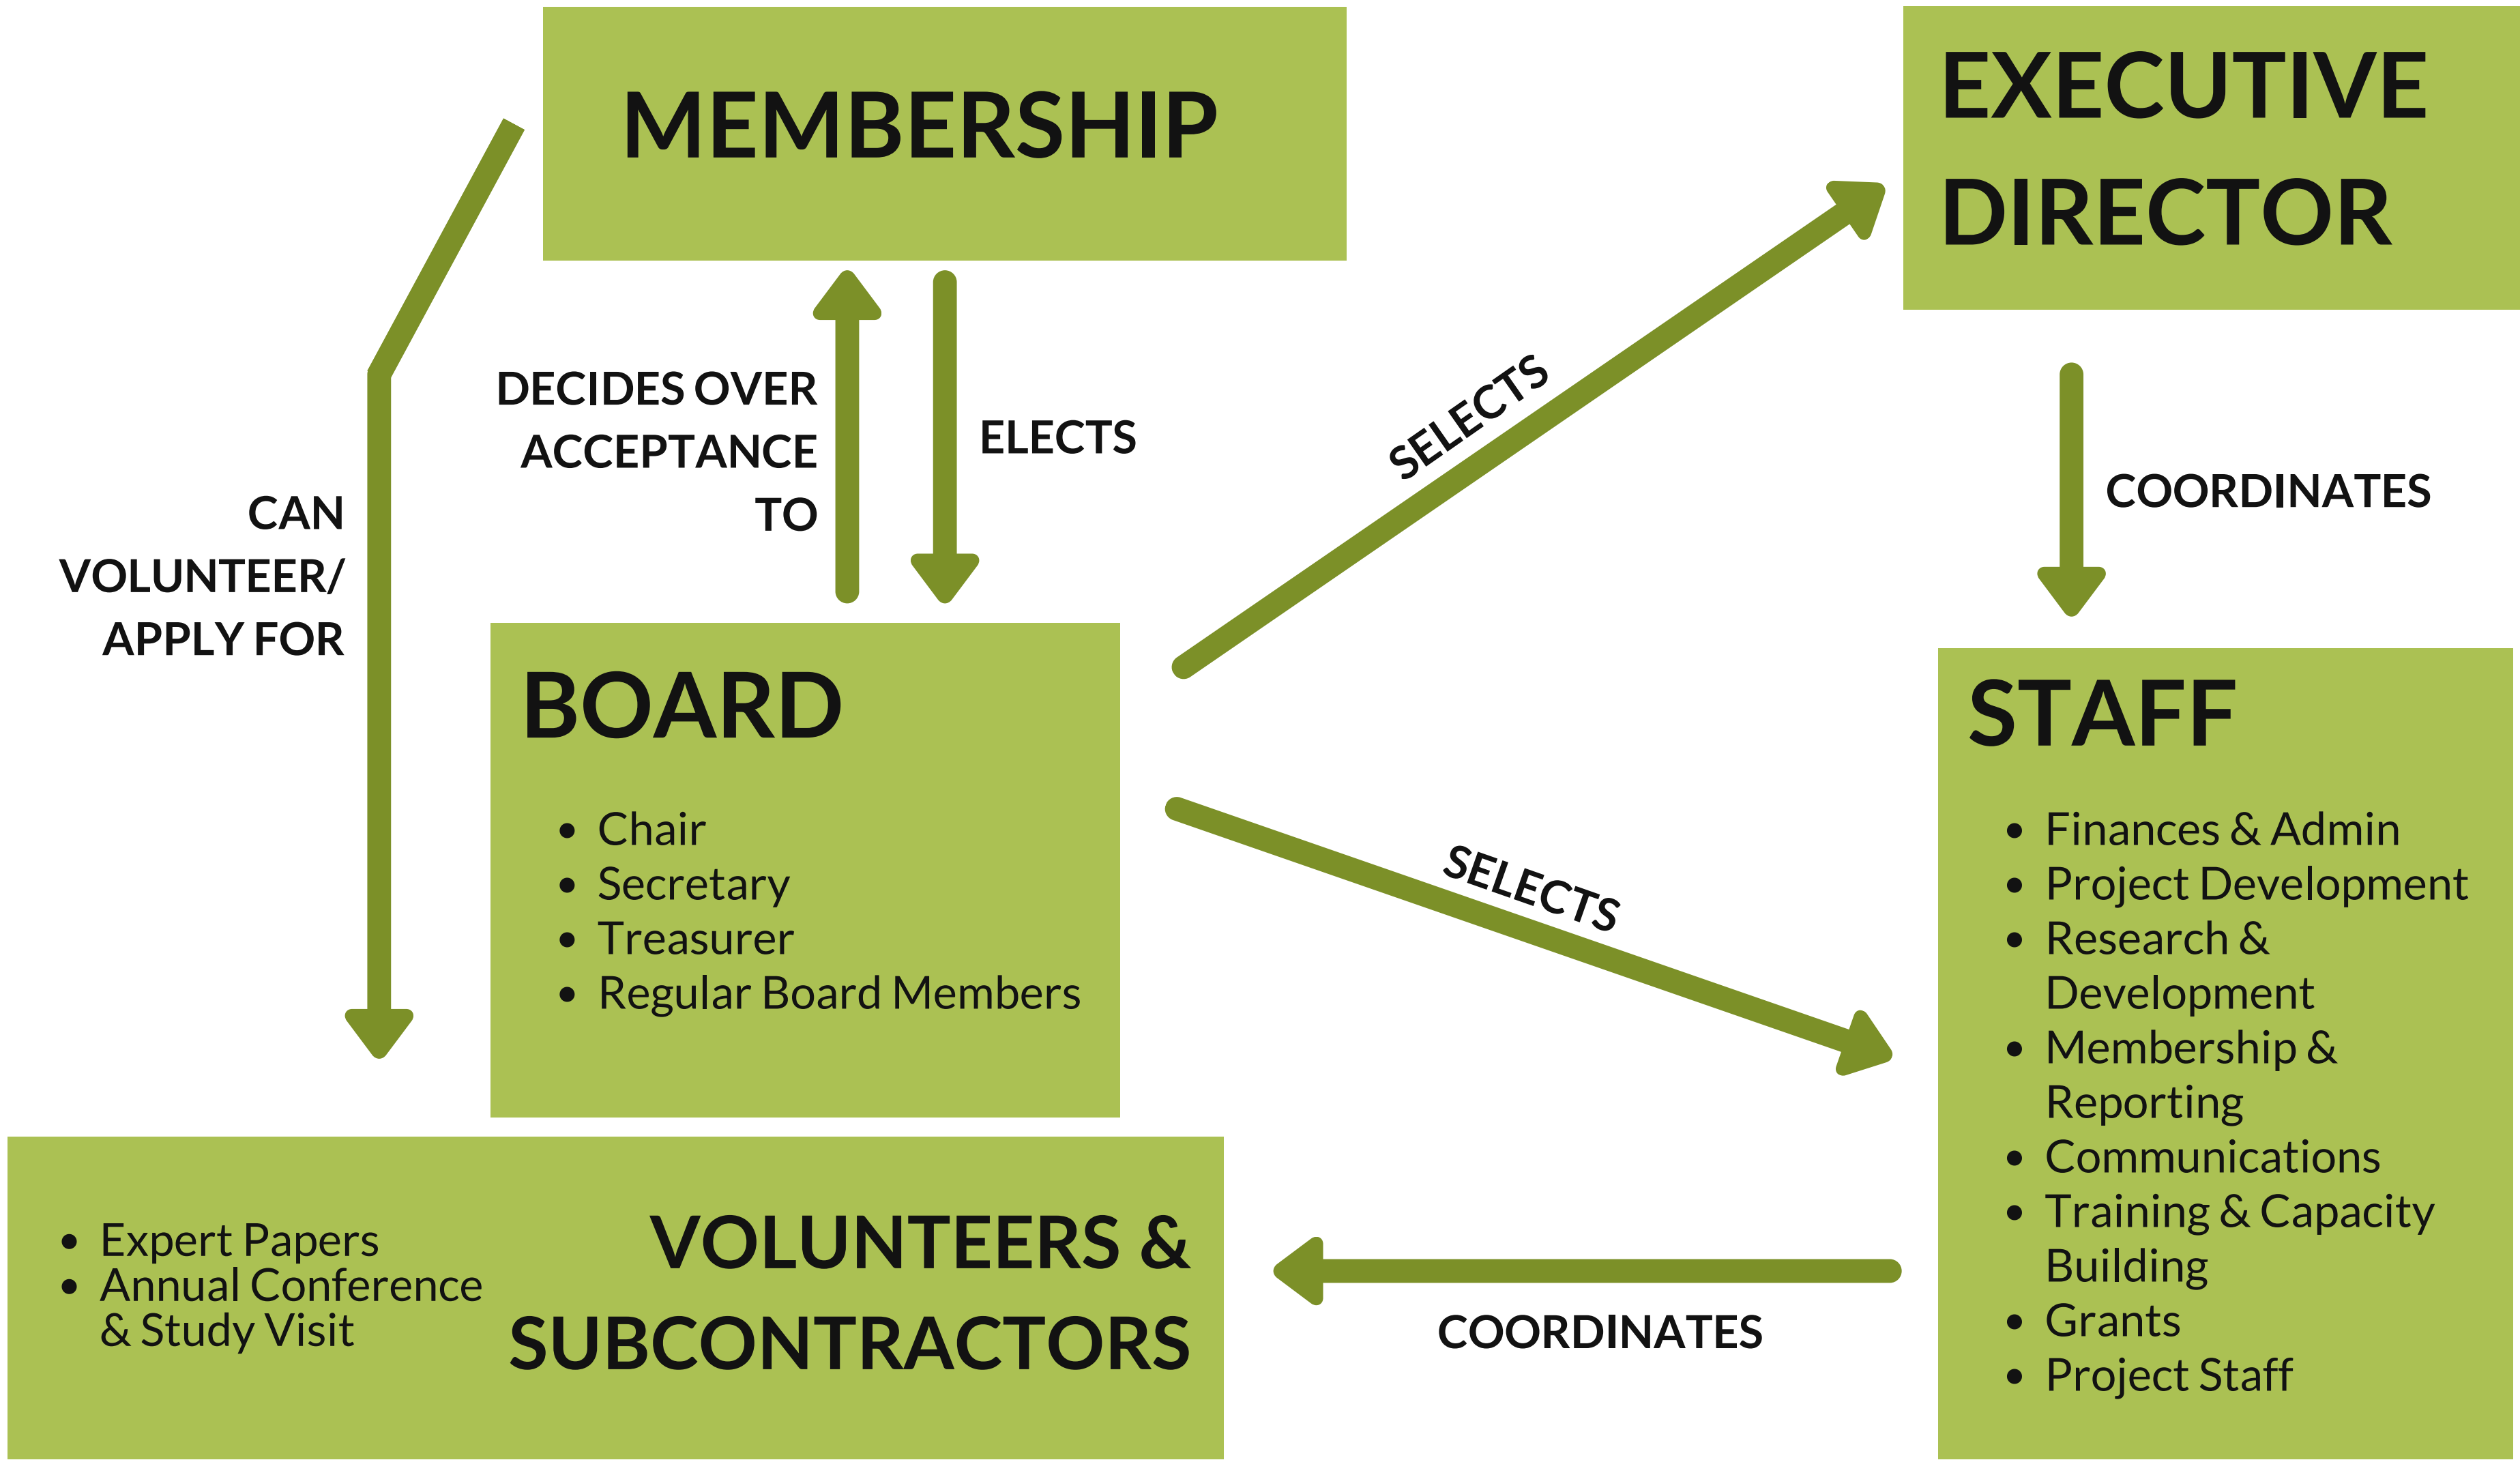 MEMBERSHIP
EXECUTIVE
DIRECTOR
DECIDES OVER
ACCEPTANCE
TO
ELECTS
SELECTS
COORDINATES
CAN
VOLUNTEER/
APPLY FOR
BOARD
• Chair
• Secretary
• Treasurer
• Regular Board Members
SELECTS
STAFF
• Finances & Admin
• Project Development
• Research &
Development
• Membership &
Reporting
• Communications
• Training & Capacity
Building
• Grants
• Project Staff
• Expert Papers
• Annual Conference
& Study Visit
VOLUNTEERS &
SUBCONTRACTORS
COORDINATES